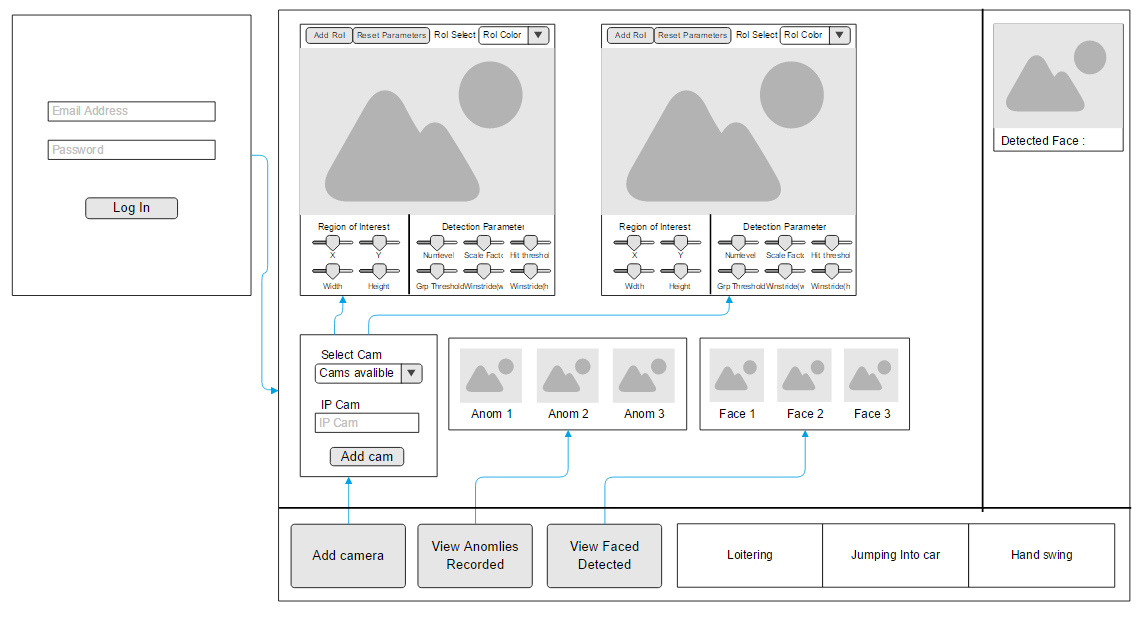 Email Address
Password
Log In
Add RoI
Reset Parameters
RoI Select
RoI Color
Region of Interest
X
Y
Width
Height
Detection Parameter
Numlevel
Scale Factc
Hit threshol
Grp Threshold
Winstride(w
Winstride(h
Add RoI
Reset Parameters
RoI Select
RoI Color
Region of Interest
X
Y
Width
Height
Detection Parameter
Numlevel
Scale Factc
Hit threshol
Grp Threshold
Winstride(w
Winstride(h
Detected Face :
Select Cam
Cams avalible
IP Cam
IP Cam
Add cam
Anom 1
Anom 2
Anom 3
Face 1
Face 2
Face 3
Add camera
View Anomlies
Recorded
View Faced
Detected
Loitering
Jumping Into car
Hand swing